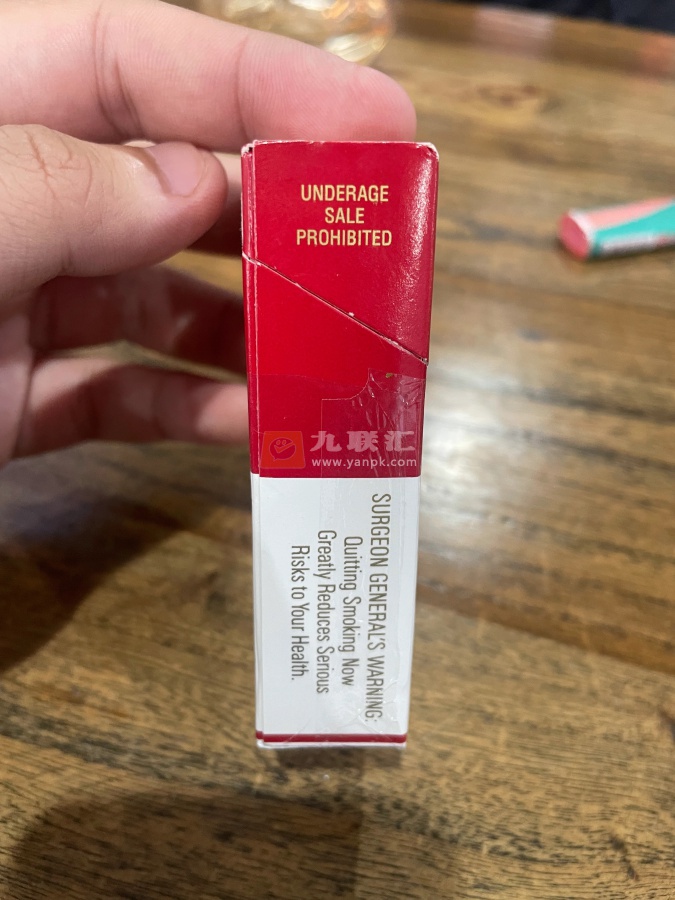 UNDERAGE
SALE
PROHIBITED
九联汇
www.yanpk.com
SURGEON GENERAL'S WARNING:
Quitting Smoking Now
Greatly Reduces Serious
Risks to Your Health.